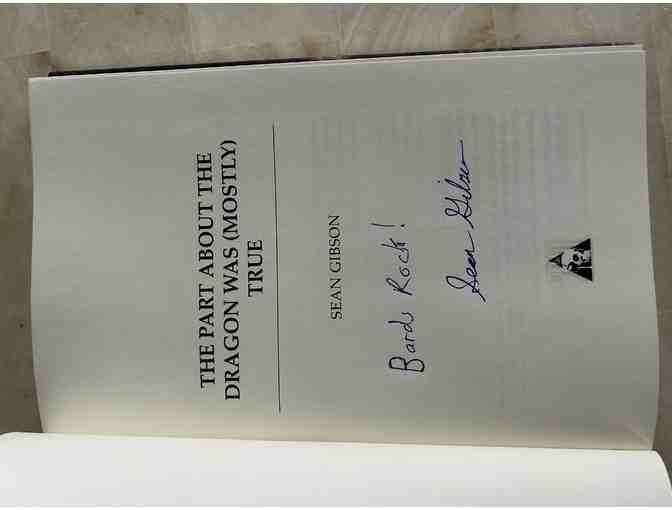 THE PART ABOUT THE
DRAGON WAS (MOSTLY)
TRUE
SEAN GIBSON
Bards Rock!
Sean Gibson